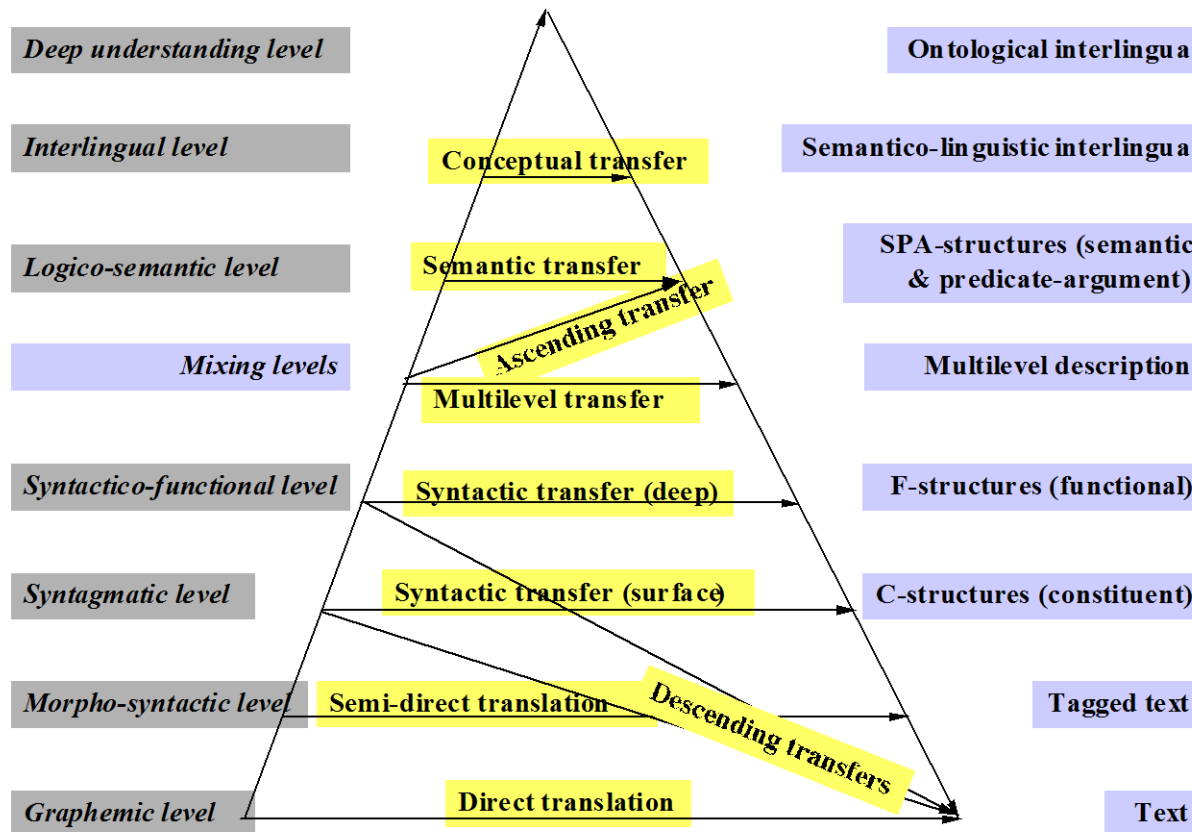 Deep understanding level
Ontological interlingua
Interlingual level
Conceptual transfer
Semantico-linguistic interlingua
Logico-semantic level
Semantic transfer
SPA-structures (semantic
& predicate-argument)
Ascending transfer
Mixing levels
Multilevel transfer
Multilevel description
Syntactico-functional level
Syntactic transfer (deep)
F-structures (functional)
Syntagmatic level
Syntactic transfer (surface)
C-structures (constituent)
Morpho-syntactic level
Semi-direct translation
Descending transfers
Tagged text
Graphemic level
Direct translation
Text